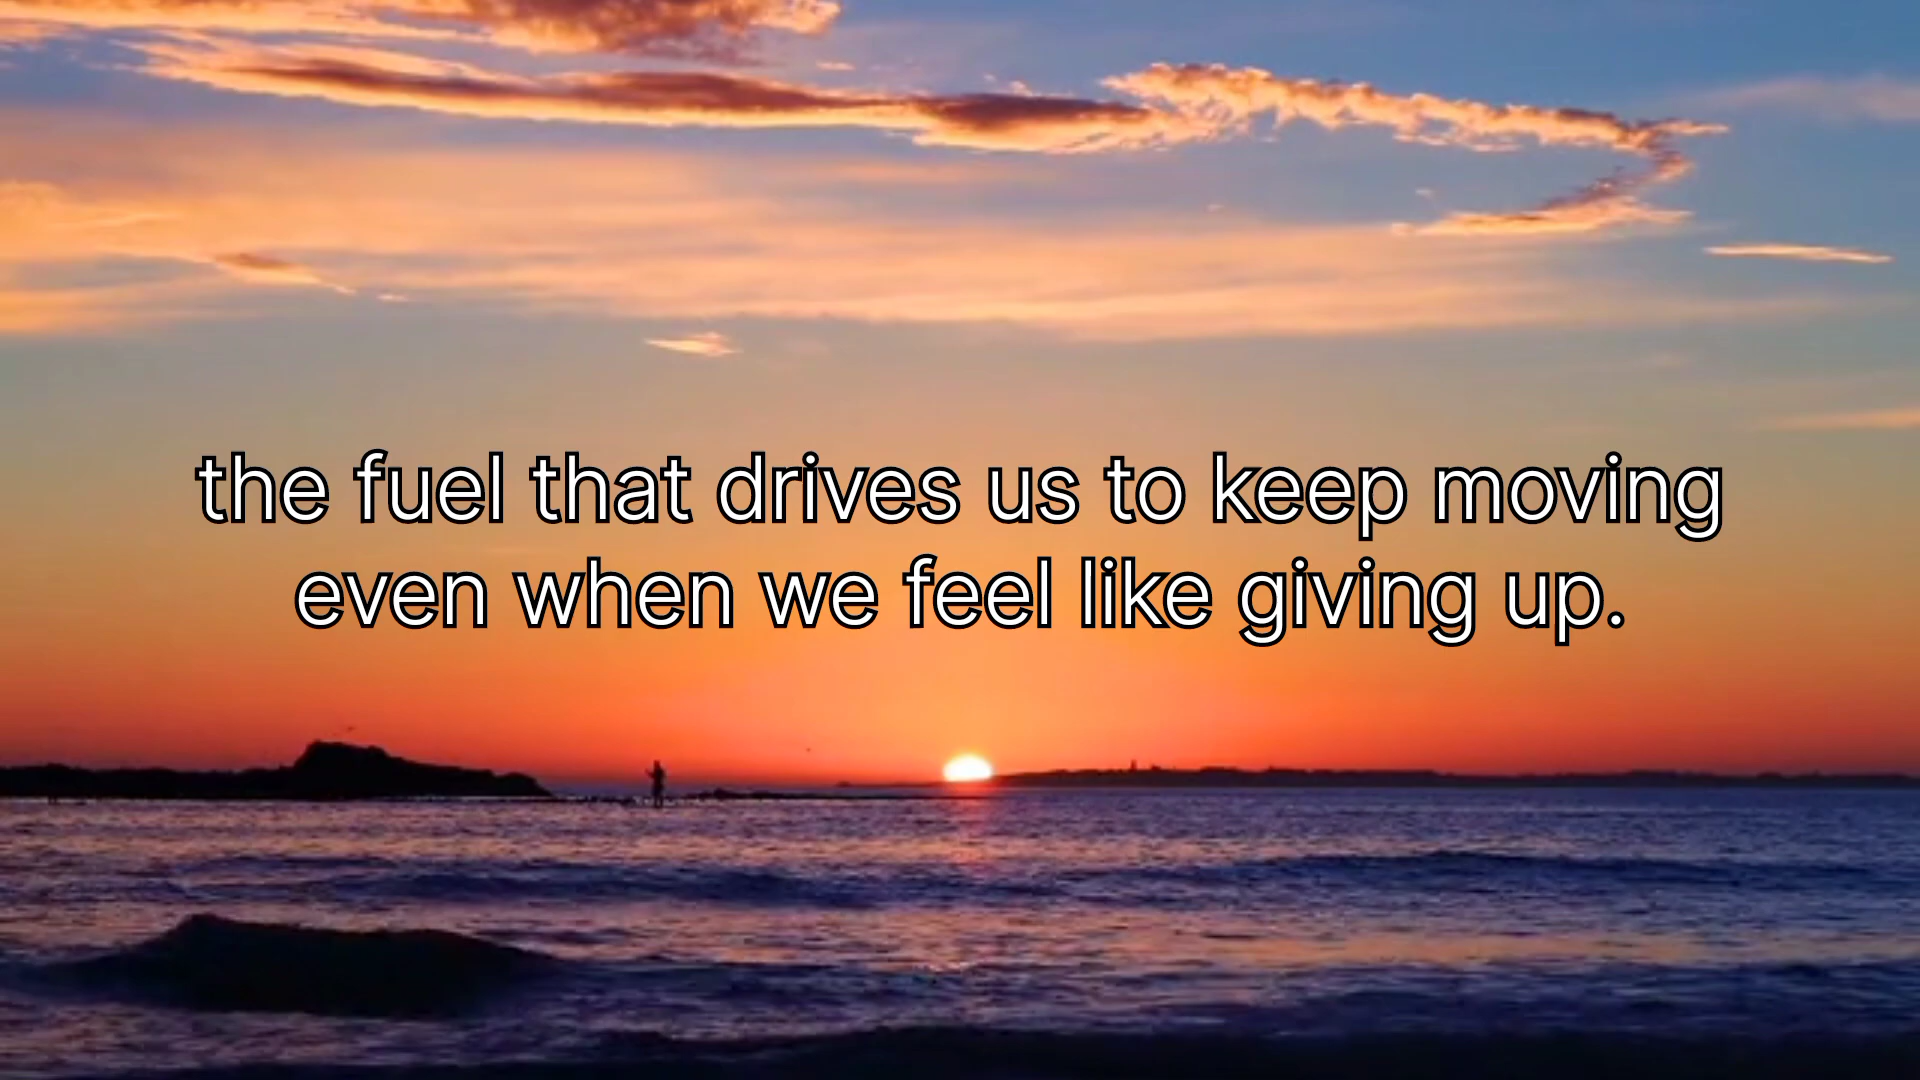 the fuel that drives us to keep moving
even when we feel like giving up.